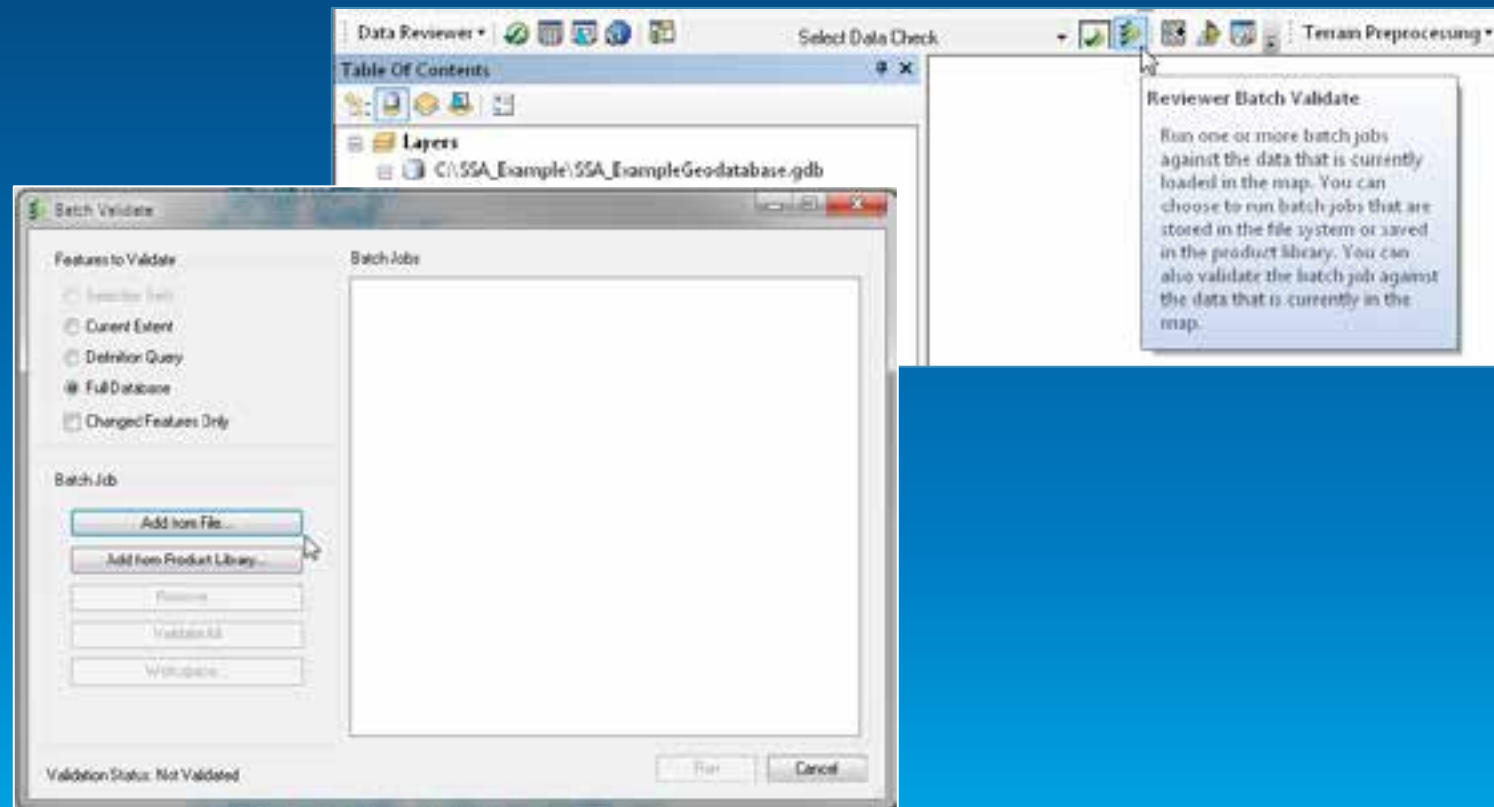 Data Reviewer
Select Data Check
Terrain Preprocessing
Table Of Contents
Layers
C:\SSA_Example\SSA_ExampleGeodatabase.gdb
Reviewer Batch Validate
Run one or more batch jobs
against the data that is currently
loaded in the map. You can
choose to run batch jobs that are
stored in the file system or saved
in the product library. You can
also validate the batch job against
the data that is currently in the
map.
Batch Validate
Features to Validate
Batch Jobs
Selection Set
Current Extent
Definition Query
Full Database
Changed Features Only
Batch Job
Add from File...
Add from Product Library...
Remove
Validate All
Workspace...
Validation Status: Not Validated
Run
Cancel